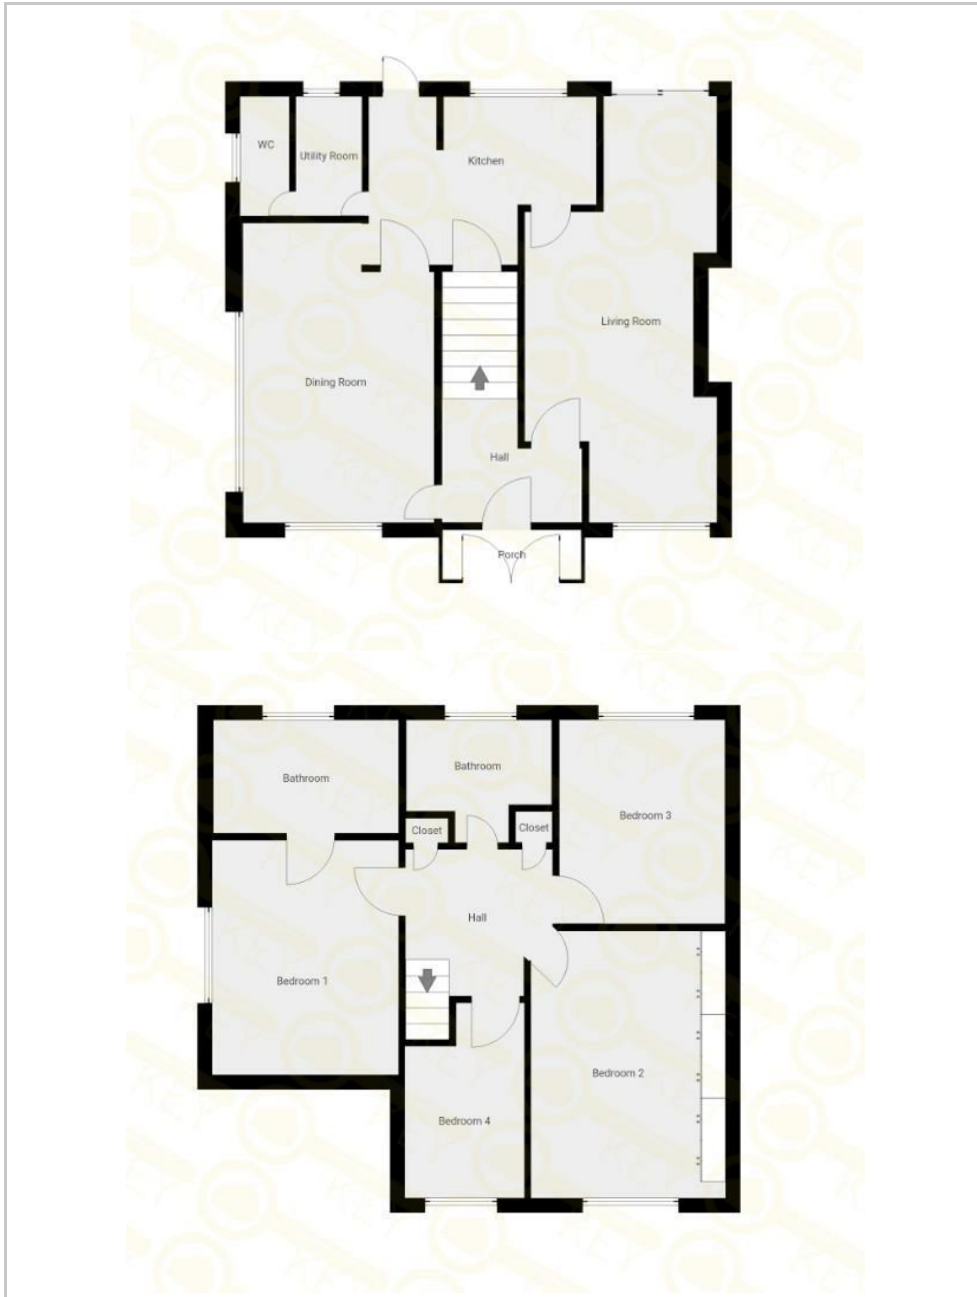 WC
Utility Room
Kitchen
Living Room
Dining Room
Hall
Porch
Bathroom
Bathroom
Bedroom 3
Closet
Closet
Hall
Bedroom 1
Bedroom 2
Bedroom 4
KEY